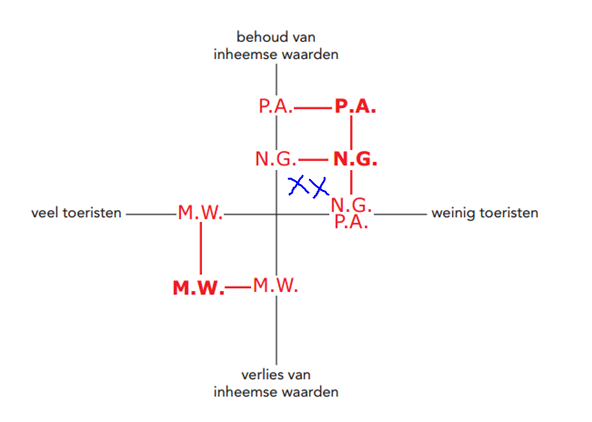 behoud van
inheemse waarden
P.A. P.A.
N.G. N.G.
XX
N.G.
veel toeristen M.W. P.A. weinig toeristen
M.W. M.W.
verlies van
inheemse waarden